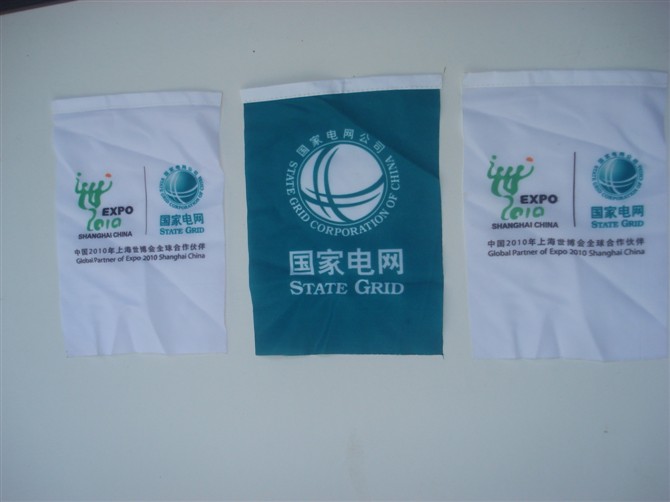 EXPO
2010
SHANGHAI CHINA
国家电网
STATE GRID
中国2010年上海世博会全球合作伙伴
Global Partner of Expo 2010 Shanghai China
国家电网公司
STATE GRID CORPORATION OF CHINA
国家电网
STATE GRID
EXPO
2010
SHANGHAI CHINA
国家电网
STATE GRID
中国2010年上海世博会全球合作伙伴
Global Partner of Expo 2010 Shanghai China